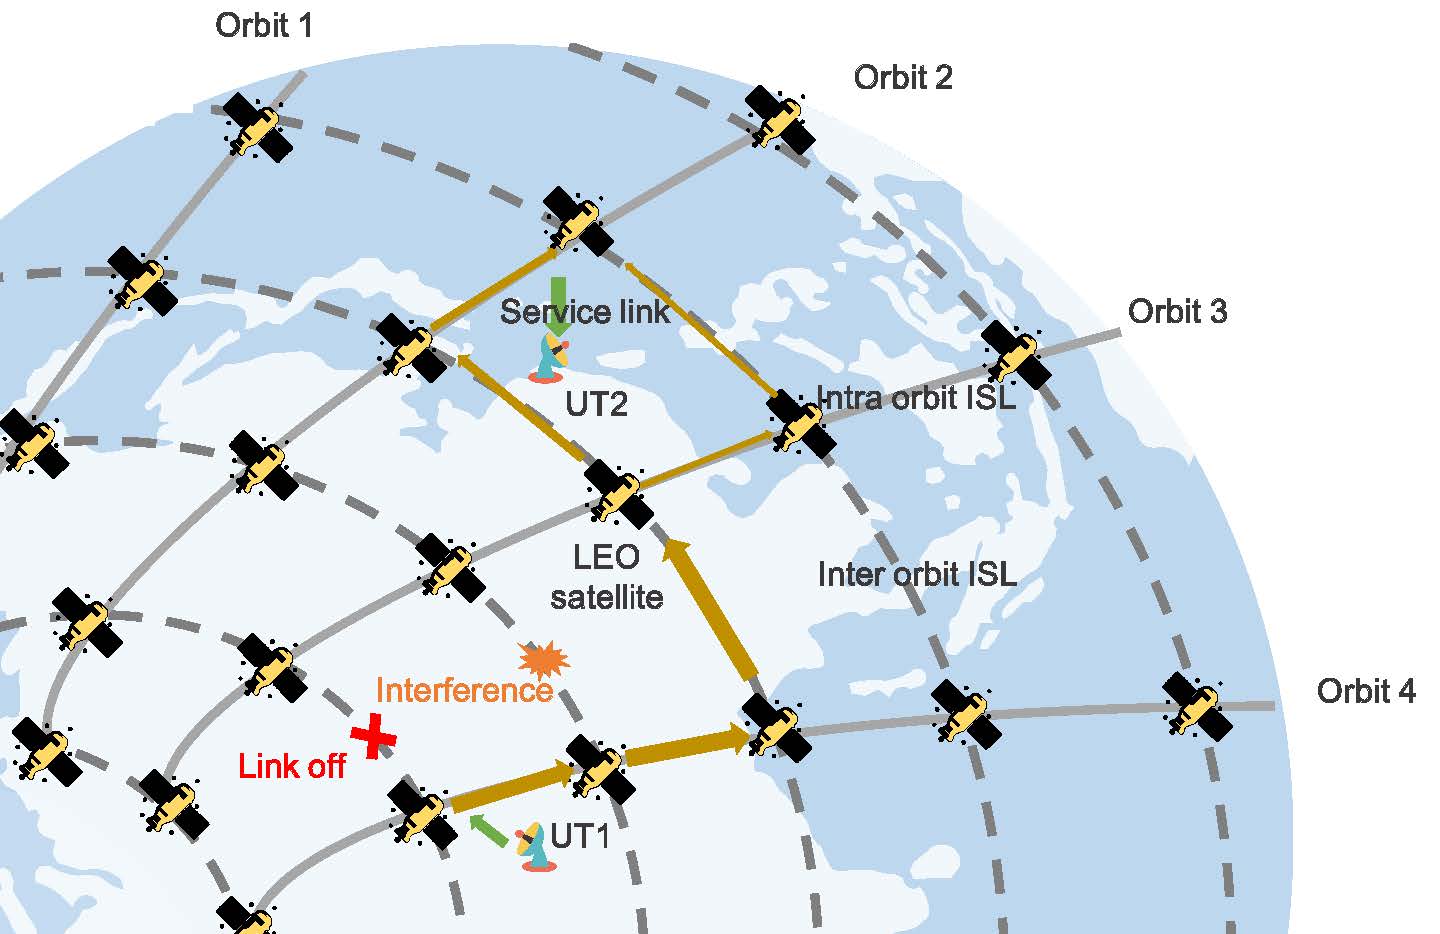 Orbit 1
Orbit 2
Orbit 3
Service link
UT2
Intra orbit ISL
LEO
satellite
Inter orbit ISL
Interference
Orbit 4
Link off
UT1